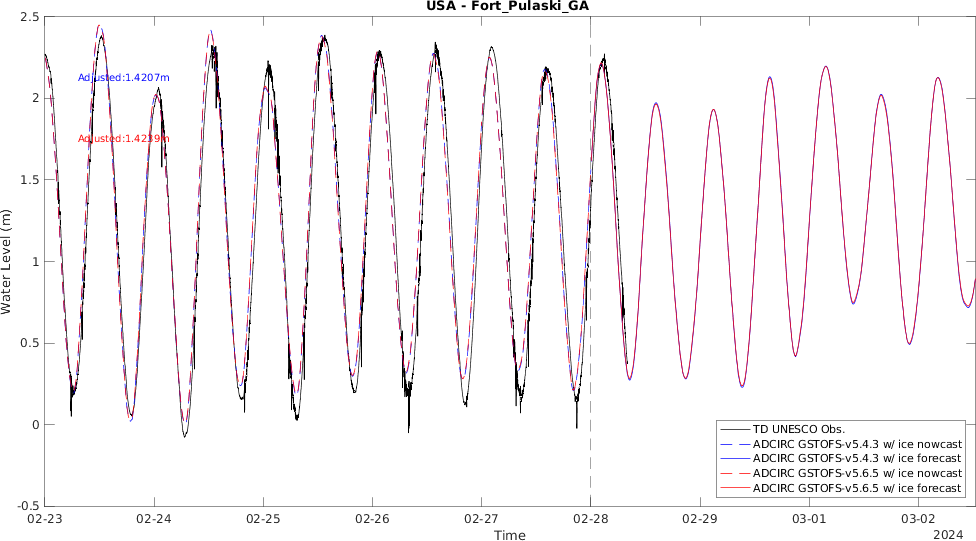 USA - Fort_Pulaski_GA
2.5
Adjusted:1.4207m
2
Adjusted:1.4239m
1.5
Water Level (m)
1
0.5
0
-0.5
TD UNESCO Obs.
ADCIRC GSTOFS-v5.4.3 w/ ice nowcast
ADCIRC GSTOFS-v5.4.3 w/ ice forecast
ADCIRC GSTOFS-v5.6.5 w/ ice nowcast
ADCIRC GSTOFS-v5.6.5 w/ ice forecast
02-23 02-24 02-25 02-26 02-27 02-28 02-29 03-01 03-02
Time
2024